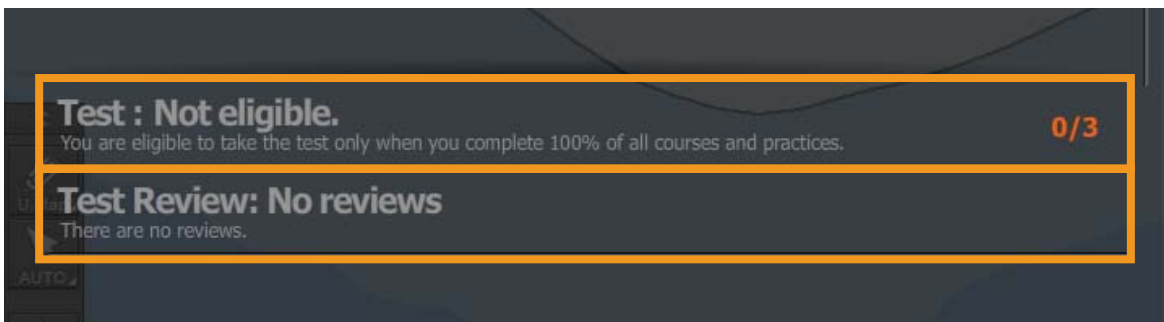 Test : Not eligible.
You are eligible to take the test only when you complete 100% of all courses and practices.
0/3
Test Review: No reviews
There are no reviews.
AUTO